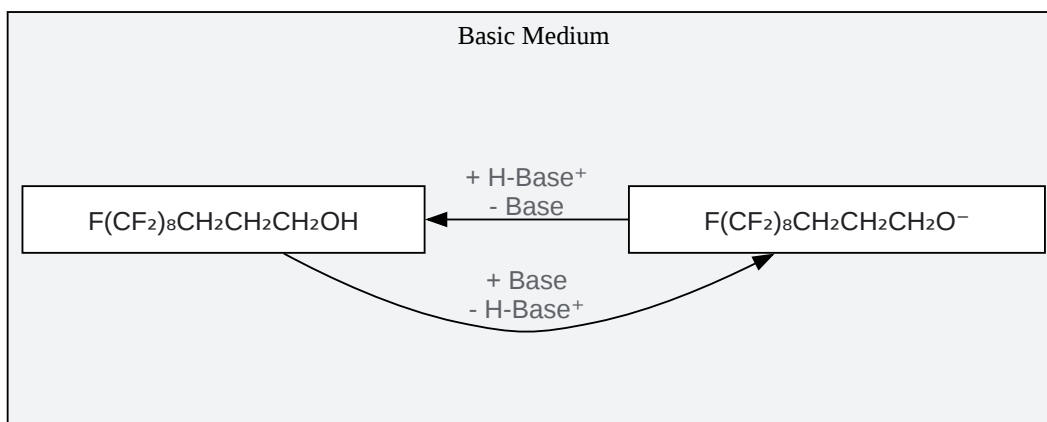 Basic Medium
+ H-Base⁺
- Base
F(CF₂)₈CH₂CH₂CH₂OH
F(CF₂)₈CH₂CH₂CH₂O⁻
+ Base
- H-Base⁺